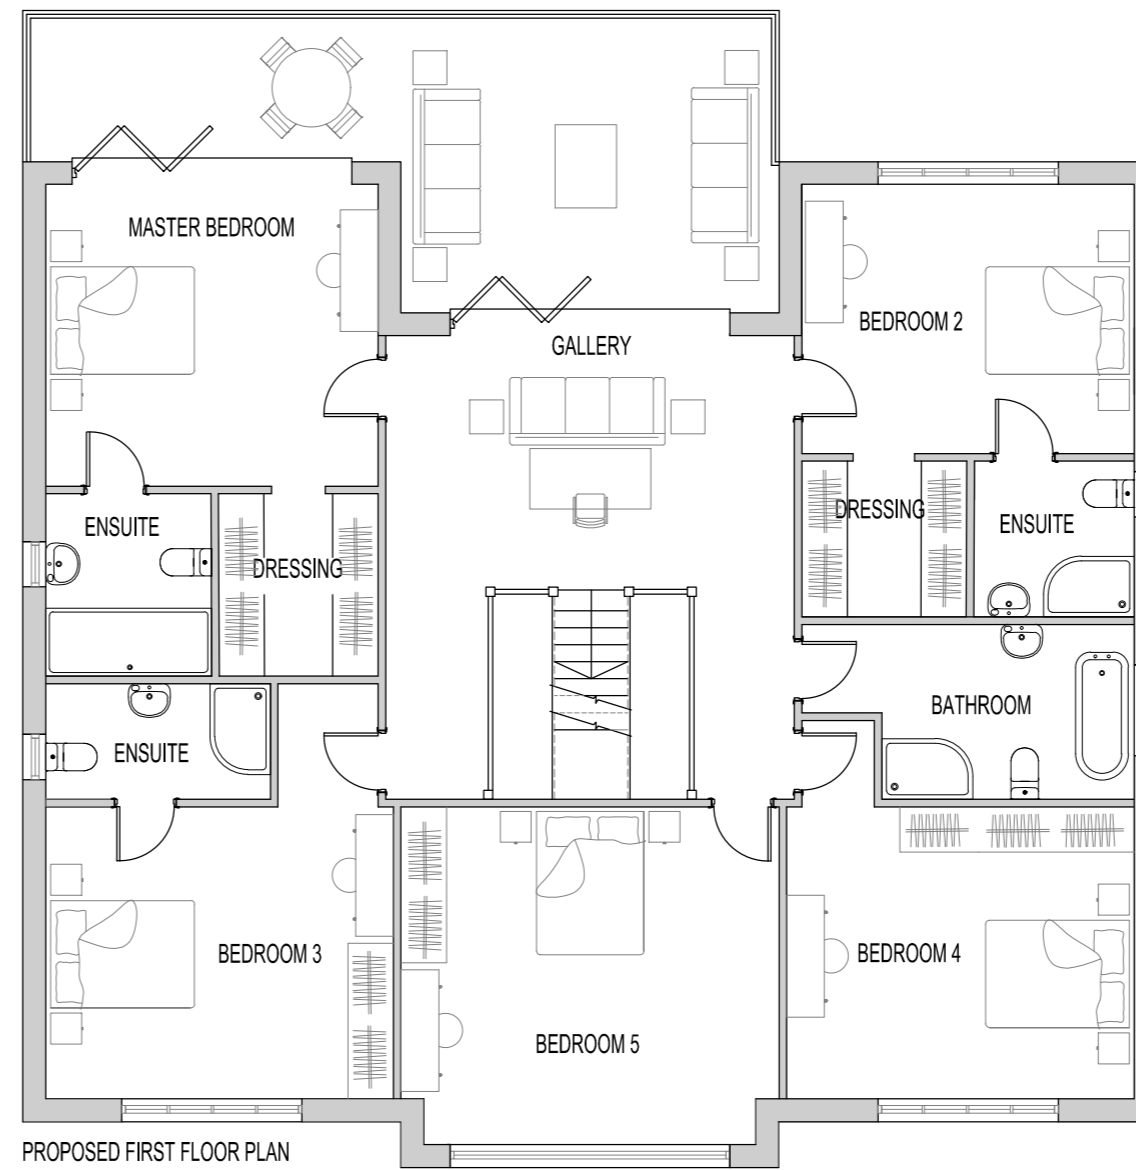 MASTER BEDROOM
BEDROOM 2
GALLERY
ENSUITE
DRESSING
DRESSING
ENSUITE
ENSUITE
BATHROOM
BEDROOM 3
BEDROOM 4
BEDROOM 5
PROPOSED FIRST FLOOR PLAN